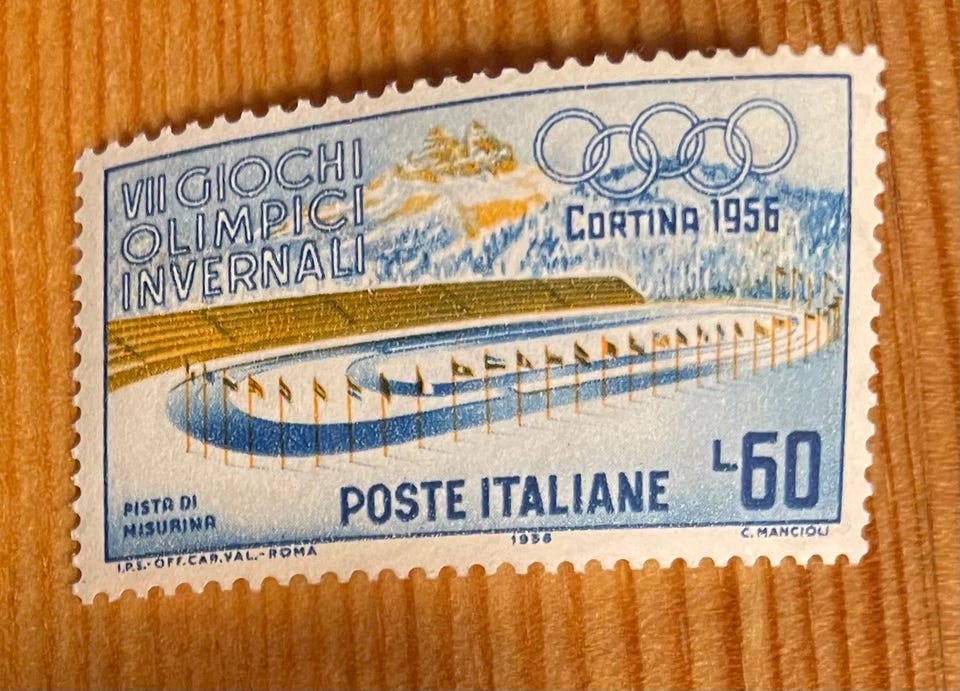 VII GIOCHI
OLIMPICI
INVERNALI
CORTINA 1956
PISTA DI
MISURINA
POSTE ITALIANE
L.60
I.P.S.-OFF.CAR.VAL.-ROMA
1956
C. MANCIOLI